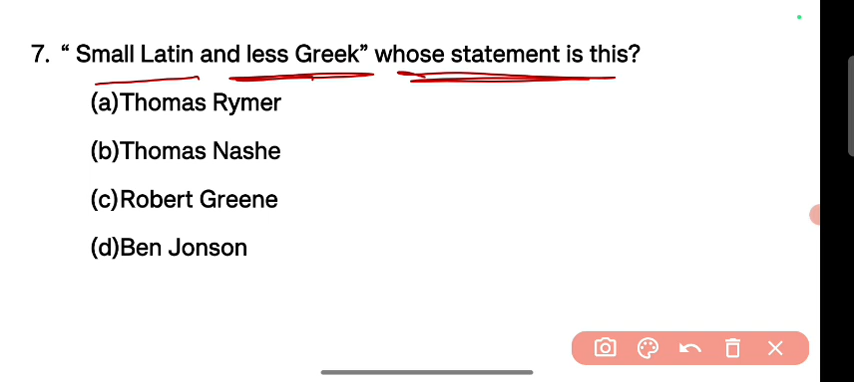 7. “ Small Latin and less Greek” whose statement is this?
(a)Thomas Rymer
(b)Thomas Nashe
(c)Robert Greene
(d)Ben Jonson